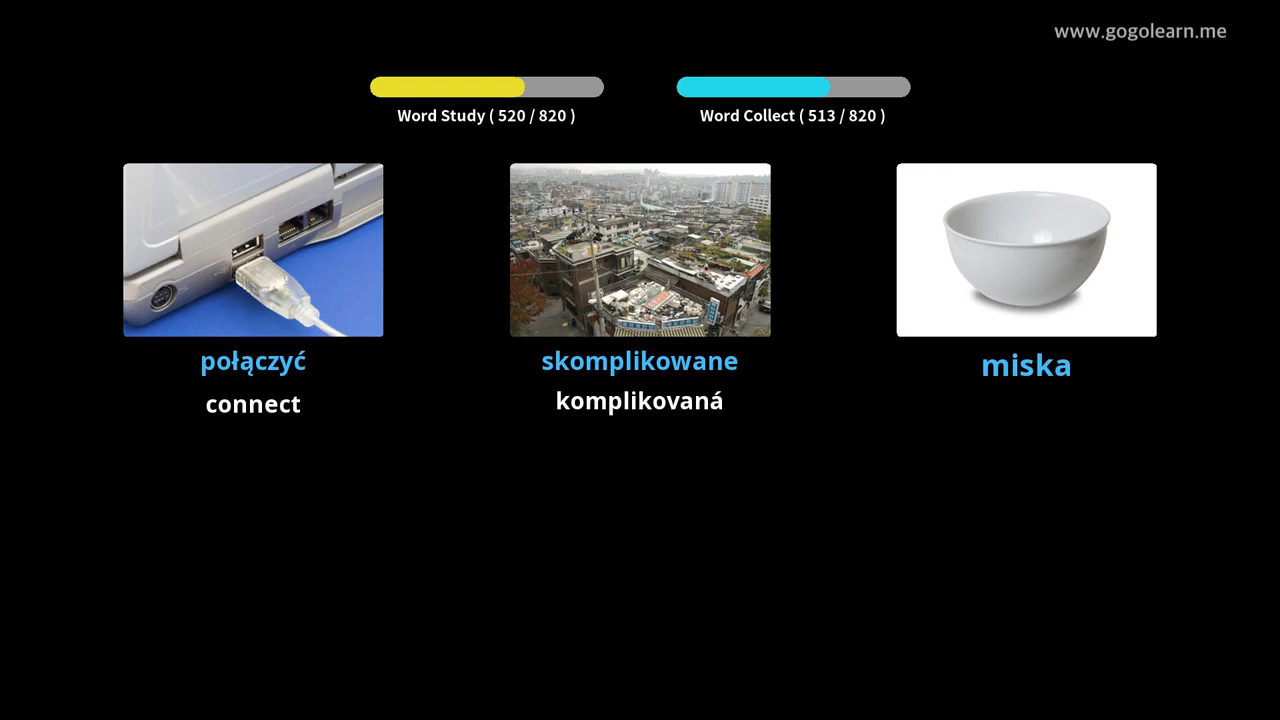 www.gogolearn.me
Word Study ( 520 / 820 )
Word Collect ( 513 / 820 )
połączyć
skomplikowane
miska
connect
komplikovaná